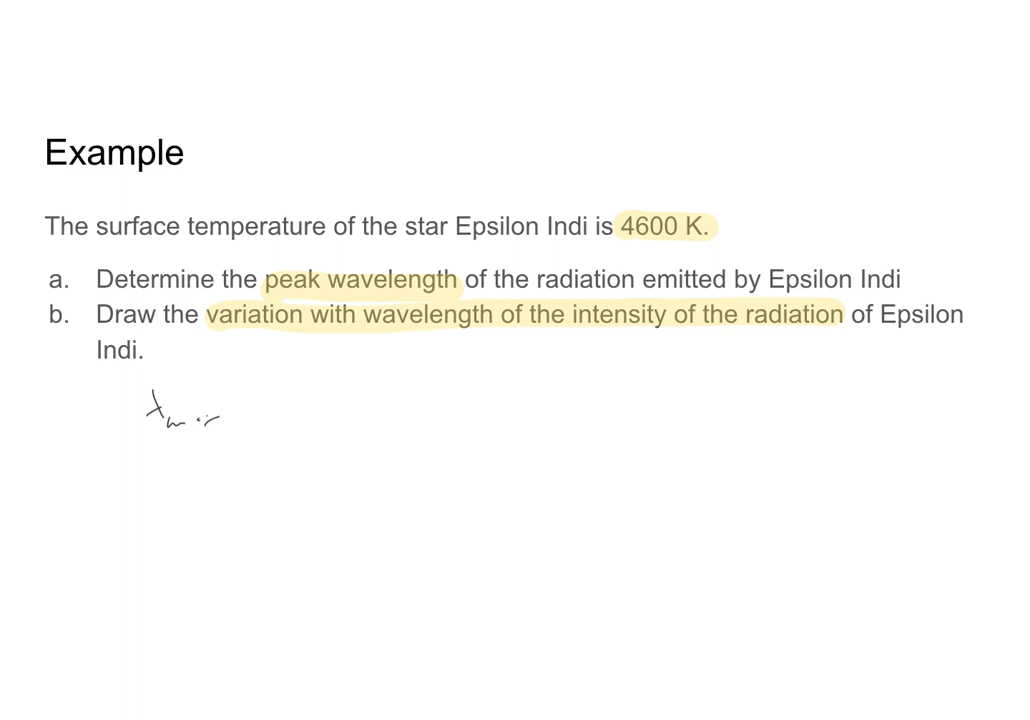 Example
The surface temperature of the star Epsilon Indi is 4600 K.
a. Determine the peak wavelength of the radiation emitted by Epsilon Indi
b. Draw the variation with wavelength of the intensity of the radiation of Epsilon
Indi.